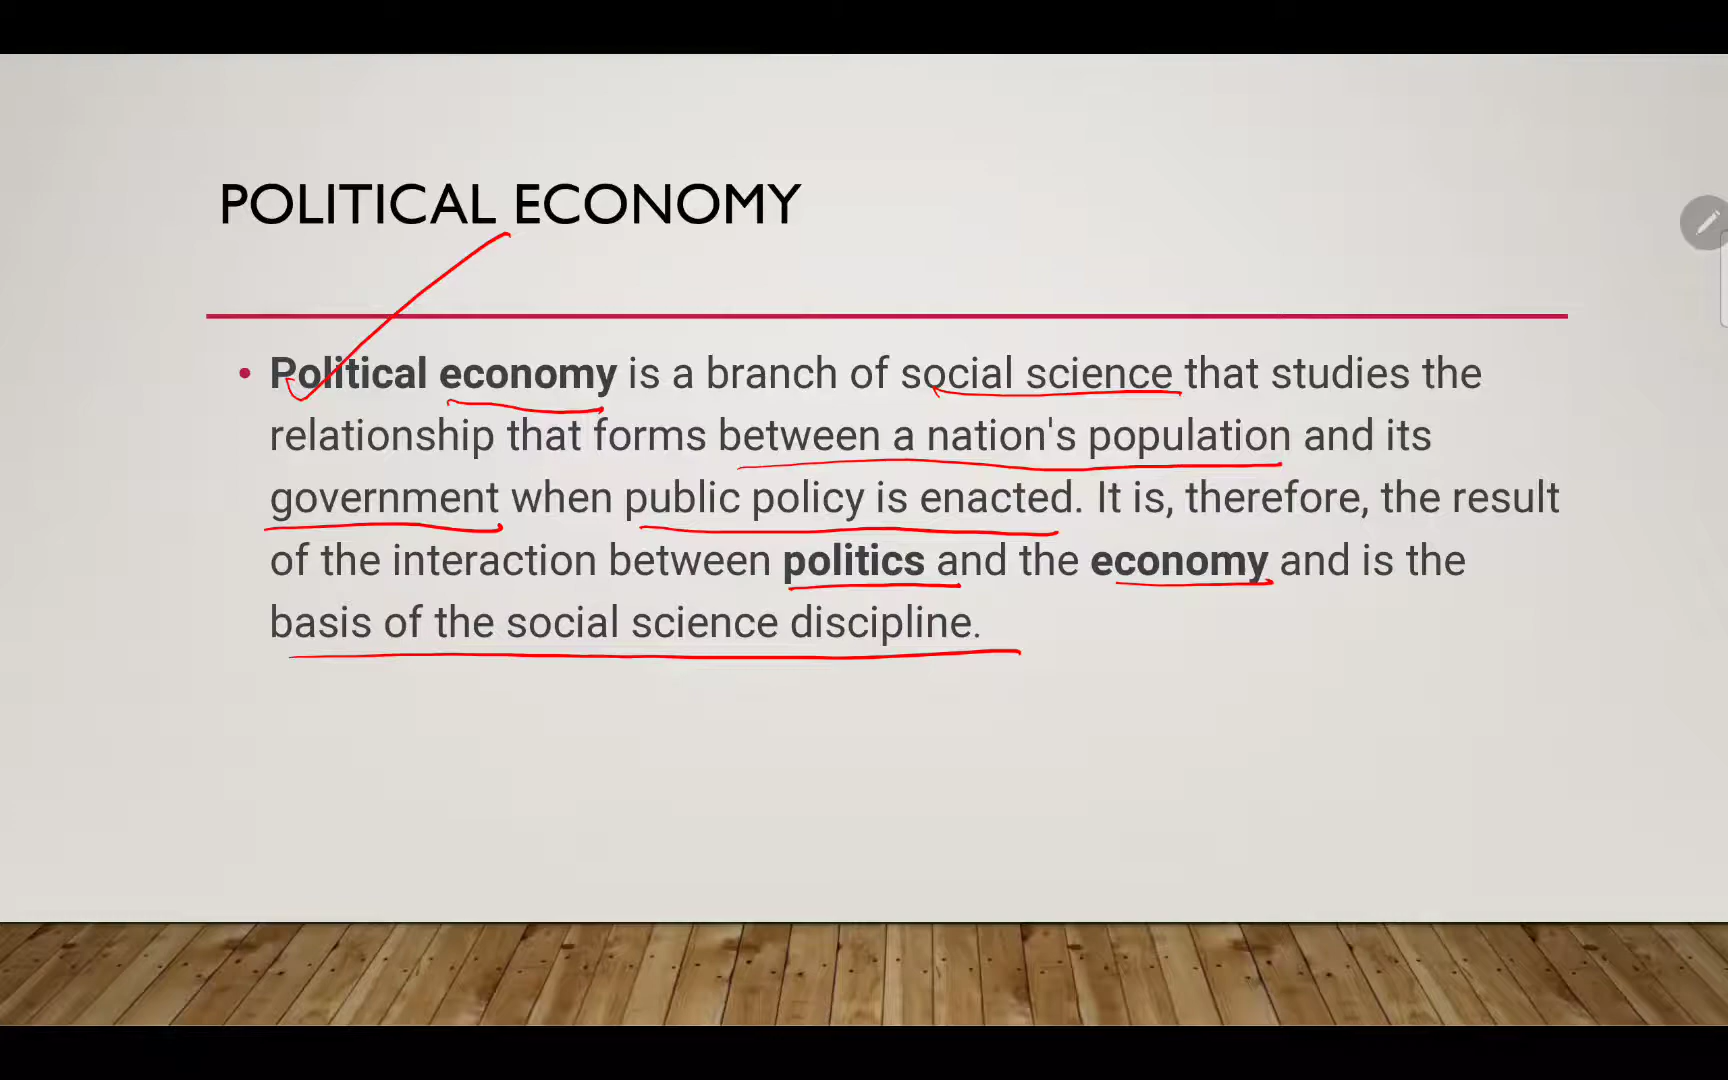 POLITICAL ECONOMY
• Political economy is a branch of social science that studies the
relationship that forms between a nation's population and its
government when public policy is enacted. It is, therefore, the result
of the interaction between politics and the economy and is the
basis of the social science discipline.